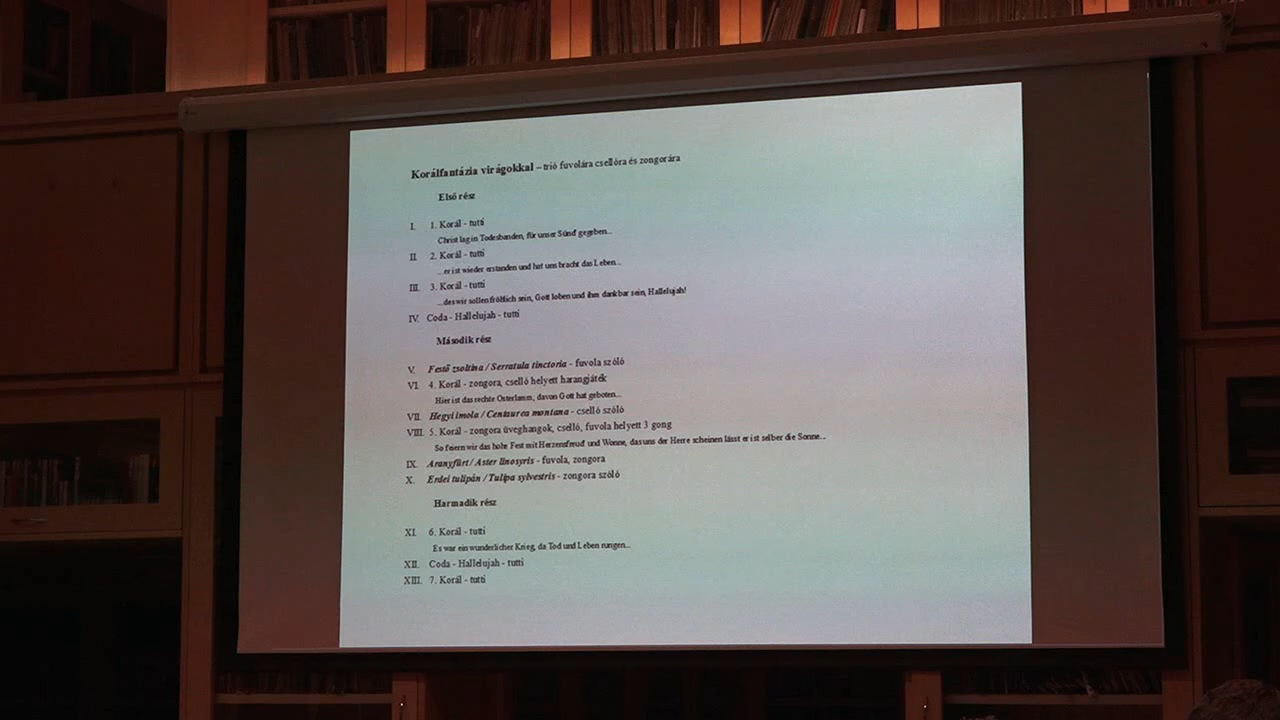 Korálfantázia virágokkal – trió fuvolára csellóra és zongorára
Első rész
I. 1. Korál - tutti
Christ lag in Todesbanden, für unser Sünd' gegeben...
II. 2. Korál - tutti
...er ist wieder erstanden und hat uns bracht das Leben...
III. 3. Korál - tutti
...des wir sollen fröhlich sein, Gott loben und ihm dankbar sein, Hallelujah!
IV. Coda - Hallelujah - tutti
Második rész
V. Festő zsoltina / Serratula tinctoria - fuvola szóló
VI. 4. Korál - zongora, cselló helyett harangjáték
Hier ist das rechte Osterlamm, davon Gott hat geboten...
VII. Hegyi imola / Centaurea montana - cselló szóló
VIII. 5. Korál - zongora üveghangok, cselló, fuvola helyett 3 gong
So feiern wir das hohe Fest mit Herzensfreud' und Wonne, das uns der Herre scheinen lässt er ist selber die Sonne...
IX. Aranyfürt / Aster linosyris - fuvola, zongora
X. Erdei tulipán / Tulipa sylvestris - zongora szóló
Harmadik rész
XI. 6. Korál - tutti
Es war ein wunderlicher Krieg, da Tod und Leben rungen...
XII. Coda - Hallelujah - tutti
XIII. 7. Korál - tutti